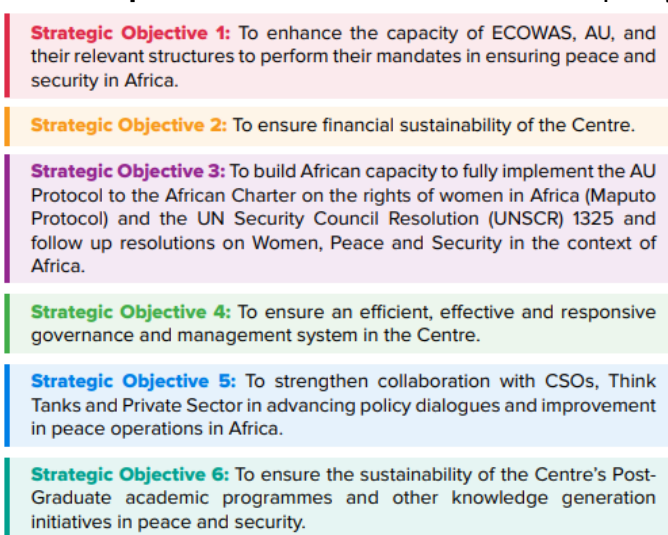 Strategic Objective 1: To enhance the capacity of ECOWAS, AU, and
their relevant structures to perform their mandates in ensuring peace and
security in Africa.
Strategic Objective 2: To ensure financial sustainability of the Centre.
Strategic Objective 3: To build African capacity to fully implement the AU
Protocol to the African Charter on the rights of women in Africa (Maputo
Protocol) and the UN Security Council Resolution (UNSCR) 1325 and
follow up resolutions on Women, Peace and Security in the context of
Africa.
Strategic Objective 4: To ensure an efficient, effective and responsive
governance and management system in the Centre.
Strategic Objective 5: To strengthen collaboration with CSOs, Think
Tanks and Private Sector in advancing policy dialogues and improvement
in peace operations in Africa.
Strategic Objective 6: To ensure the sustainability of the Centre's Post-
Graduate academic programmes and other knowledge generation
initiatives in peace and security.